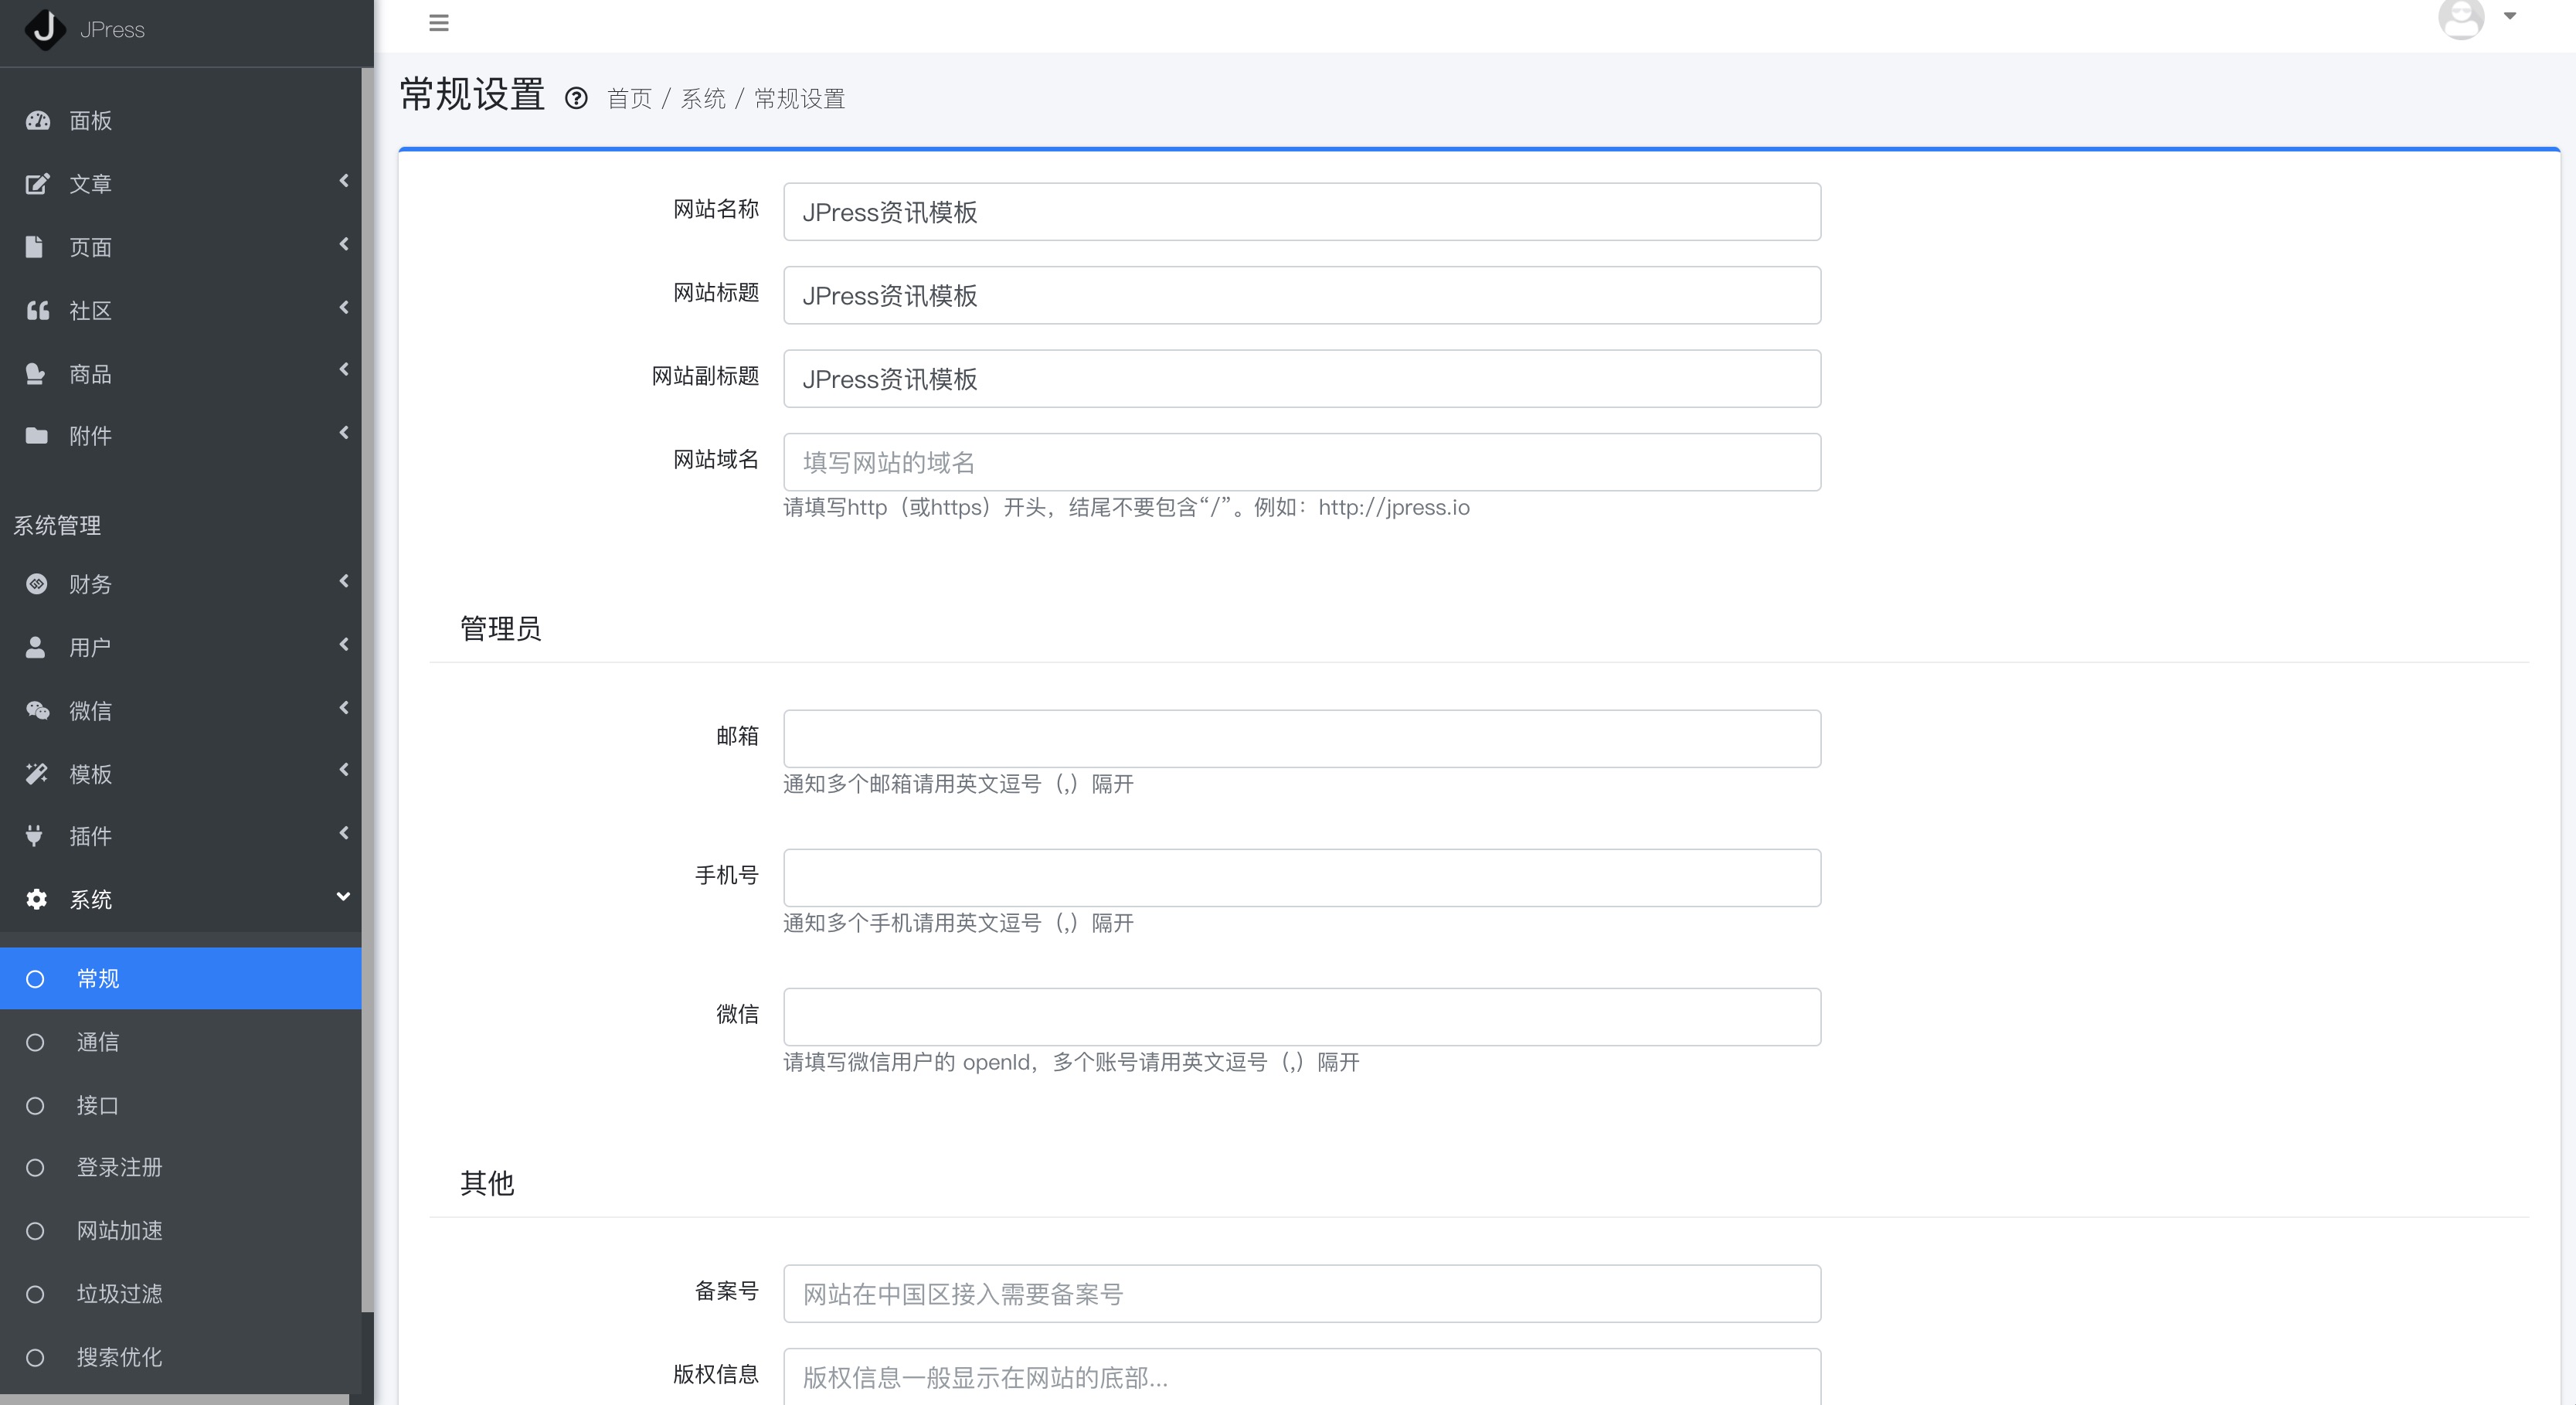 JPress
面板
文章
页面
社区
商品
附件
系统管理
财务
用户
微信
模板
插件
系统
常规
通信
接口
登录注册
网站加速
垃圾过滤
搜索优化
常规设置 首页 / 系统 / 常规设置
网站名称 JPress资讯模板
网站标题 JPress资讯模板
网站副标题 JPress资讯模板
网站域名 填写网站的域名
请填写http（或https）开头，结尾不要包含“/”。例如：http://jpress.io
管理员
邮箱
通知多个邮箱请用英文逗号（,）隔开
手机号
通知多个手机请用英文逗号（,）隔开
微信
请填写微信用户的 openId，多个账号请用英文逗号（,）隔开
其他
备案号 网站在中国区接入需要备案号
版权信息 版权信息一般显示在网站的底部...